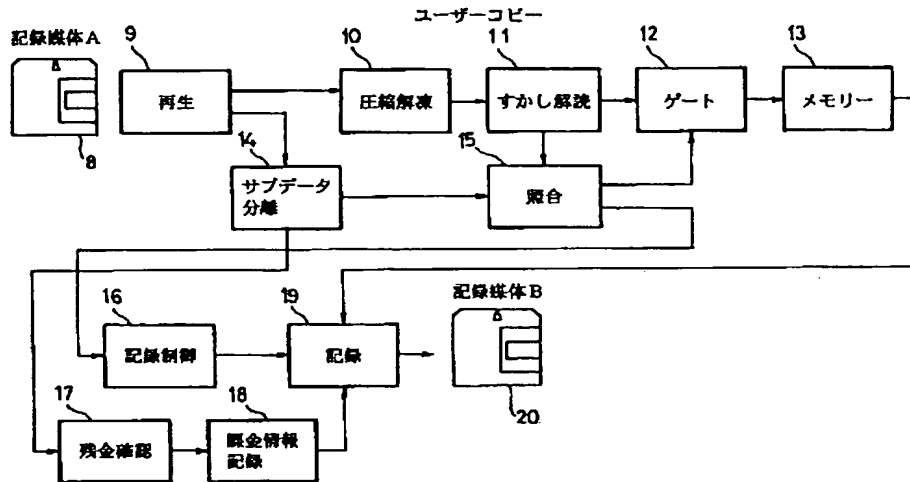 ユーザーコピー
記録媒体A
9
10
11
12
13
再生
圧縮解凍
すかし解読
ゲート
メモリー
8
14
15
サブデータ
分離
照合
16
19
記録媒体B
記録制御
記録
20
17
18
残金確認
課金情報
記録